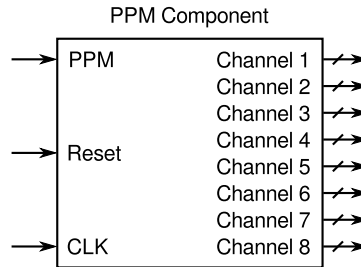 PPM Component
PPM
Channel 1
Channel 2
Channel 3
Channel 4
Reset
Channel 5
Channel 6
Channel 7
CLK
Channel 8